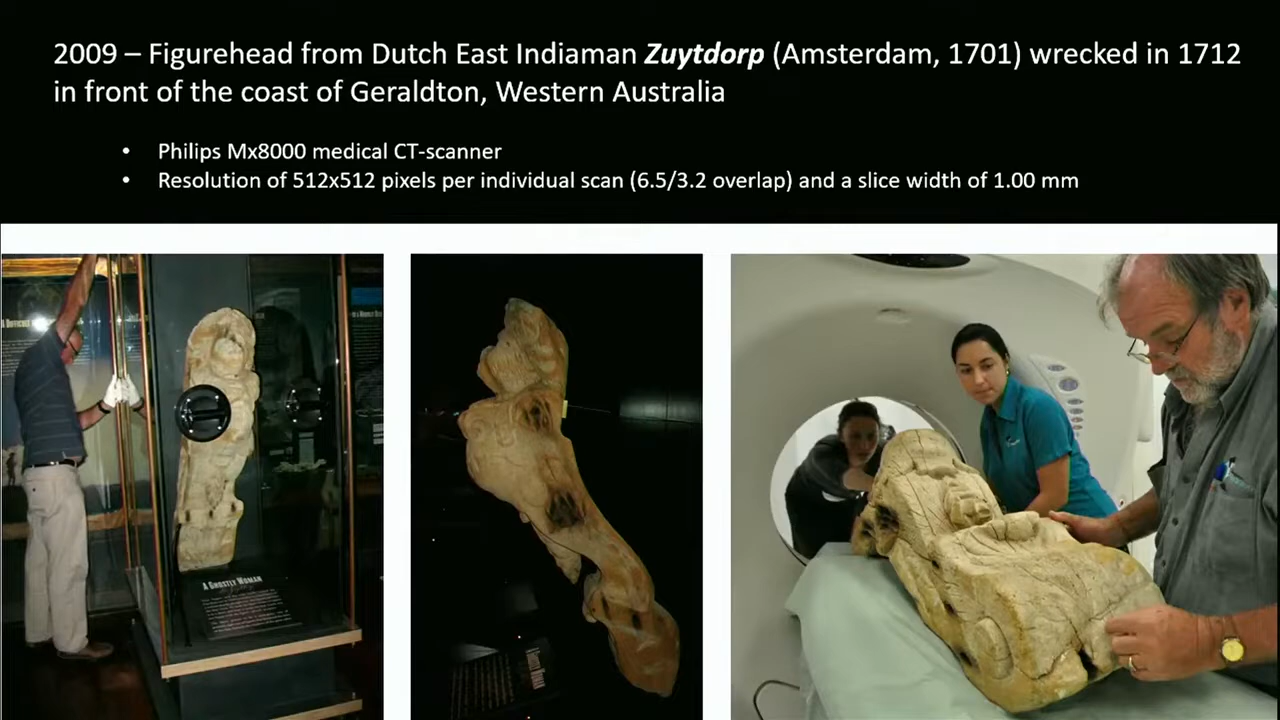 2009 – Figurehead from Dutch East Indiaman Zuytdorp (Amsterdam, 1701) wrecked in 1712
in front of the coast of Geraldton, Western Australia
• Philips Mx8000 medical CT-scanner
• Resolution of 512x512 pixels per individual scan (6.5/3.2 overlap) and a slice width of 1.00 mm
A GHOSTLY WOMAN